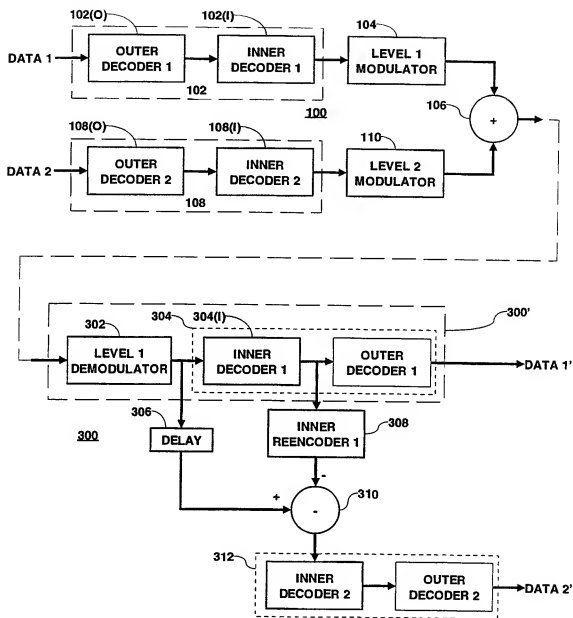 102(O) 102(I) 104
DATA 1 OUTER DECODER 1 INNER DECODER 1 LEVEL 1 MODULATOR
102
100
106 +
108(O) 108(I) 110
DATA 2 OUTER DECODER 2 INNER DECODER 2 LEVEL 2 MODULATOR
108
302 304 304(I) 300'
LEVEL 1 DEMODULATOR INNER DECODER 1 OUTER DECODER 1 DATA 1'
306
300 DELAY INNER REENCODER 1 308
-
+ - 310
312
INNER DECODER 2 OUTER DECODER 2 DATA 2'